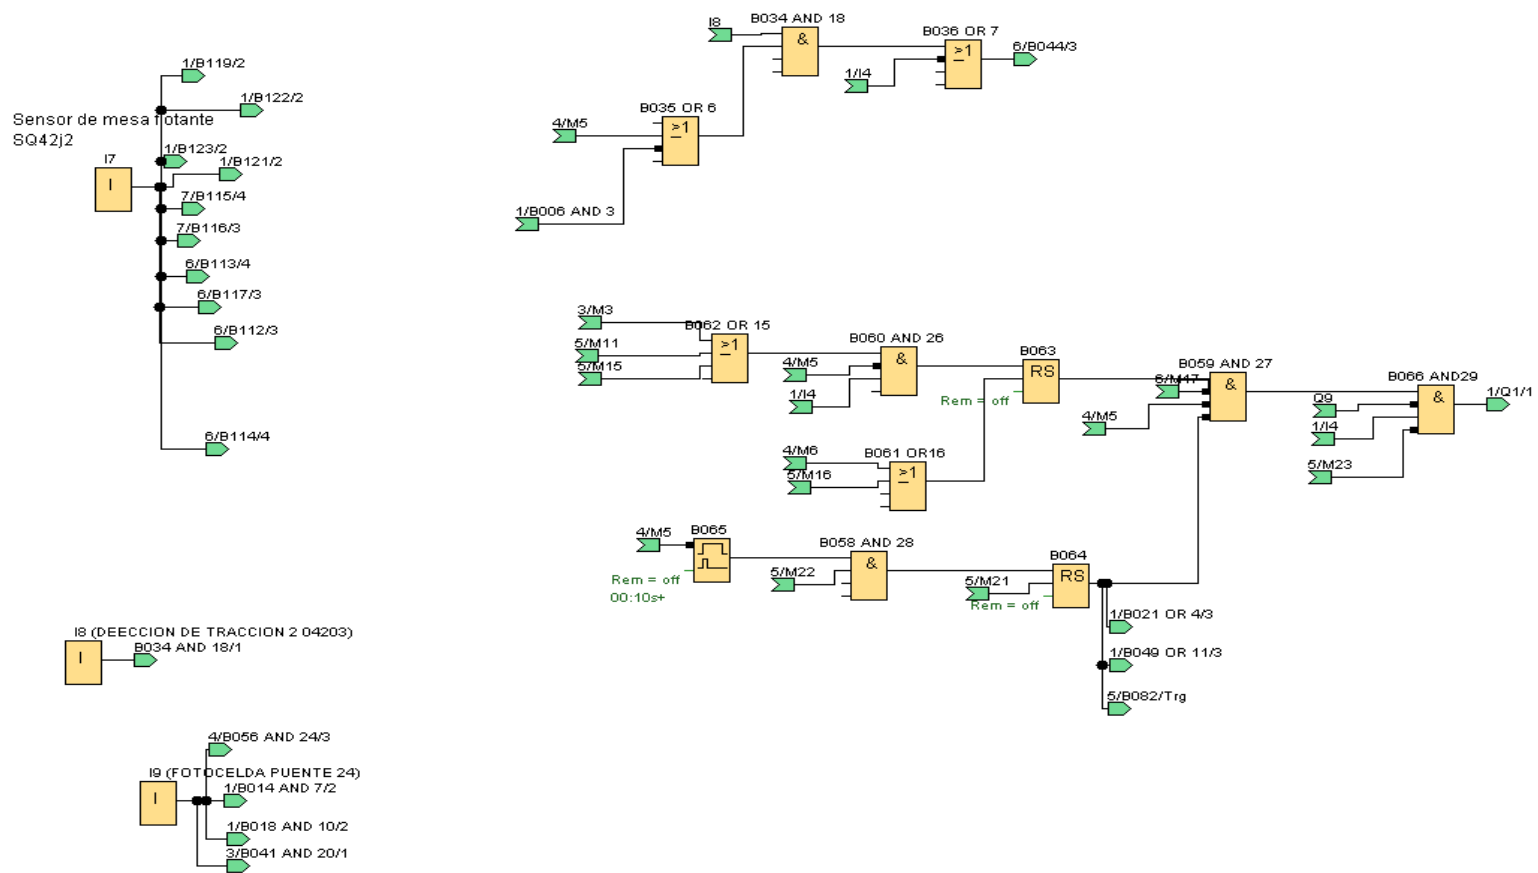 1/B119/2
1/B122/2
Sensor de mesa flotante
SQ42j2
1/B123/2
1/B121/2
I7
I
7/B115/4
7/B116/3
6/B113/4
6/B117/3
6/B112/3
6/B114/4
I8 (DEECCION DE TRACCION 2 04203)
I
B034 AND 18/1
4/B056 AND 24/3
I9 (FOTOCELDA PUENTE 24)
I
1/B014 AND 7/2
1/B018 AND 10/2
3/B041 AND 20/1
I8
B034 AND 18
&
B036 OR 7
>1
6/B044/3
1/I4
B035 OR 6
>1
4/M5
1/B006 AND 3
3/M3
B062 OR 15
>1
5/M11
5/M15
B060 AND 26
&
4/M5
1/I4
B063
RS
Rem = off
B059 AND 27
&
6/M17
4/M5
B066 AND29
&
1/Q1/1
Q9
1/I4
5/M23
4/M6
B061 OR16
>1
5/M16
4/M5
B065
Rem = off
00:10s+
B058 AND 28
&
5/M22
B064
RS
5/M21
Rem = off
1/B021 OR 4/3
1/B049 OR 11/3
5/B082/Trg